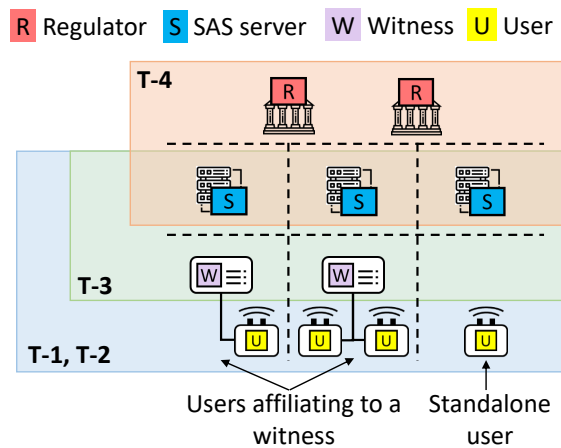 R Regulator S SAS server W Witness U User
T-4
R R
S S S
W W
T-3
U U U U
T-1, T-2
Users affiliating to a witness
Standalone user